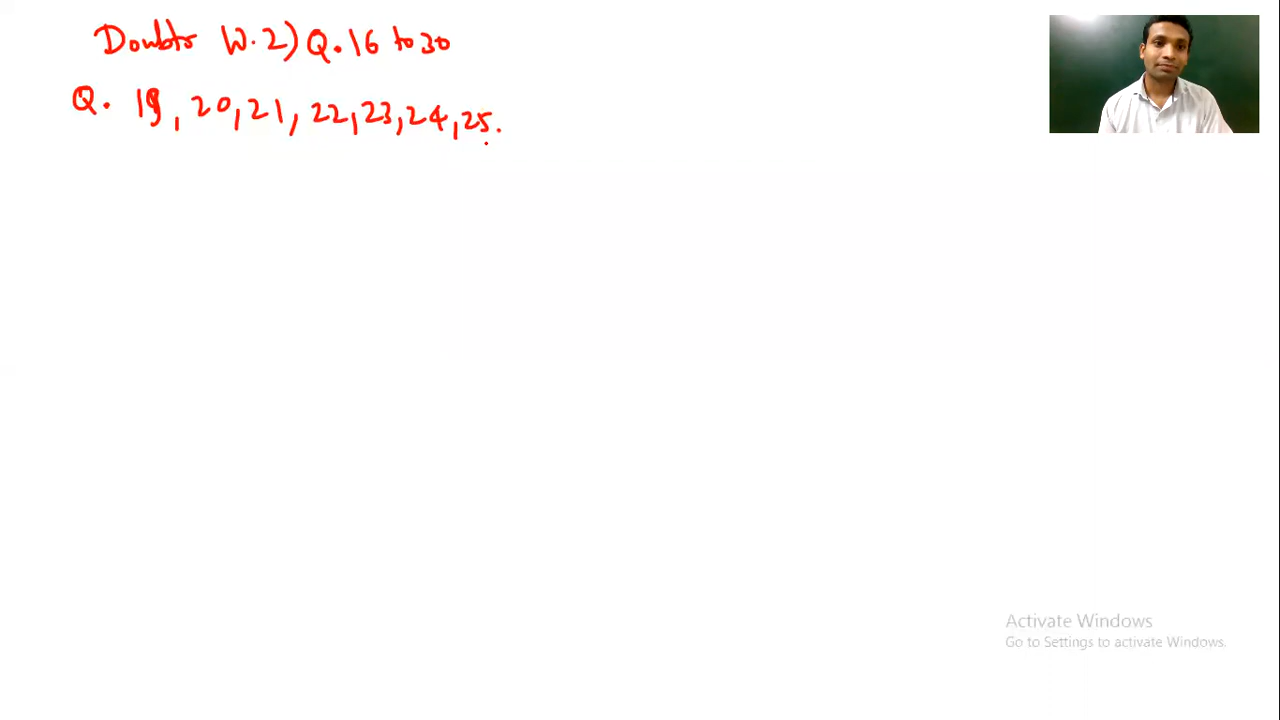 Doubts W.2) Q.16 to 30
Q. 19, 20, 21, 22, 23, 24, 25.
Activate Windows
Go to Settings to activate Windows.